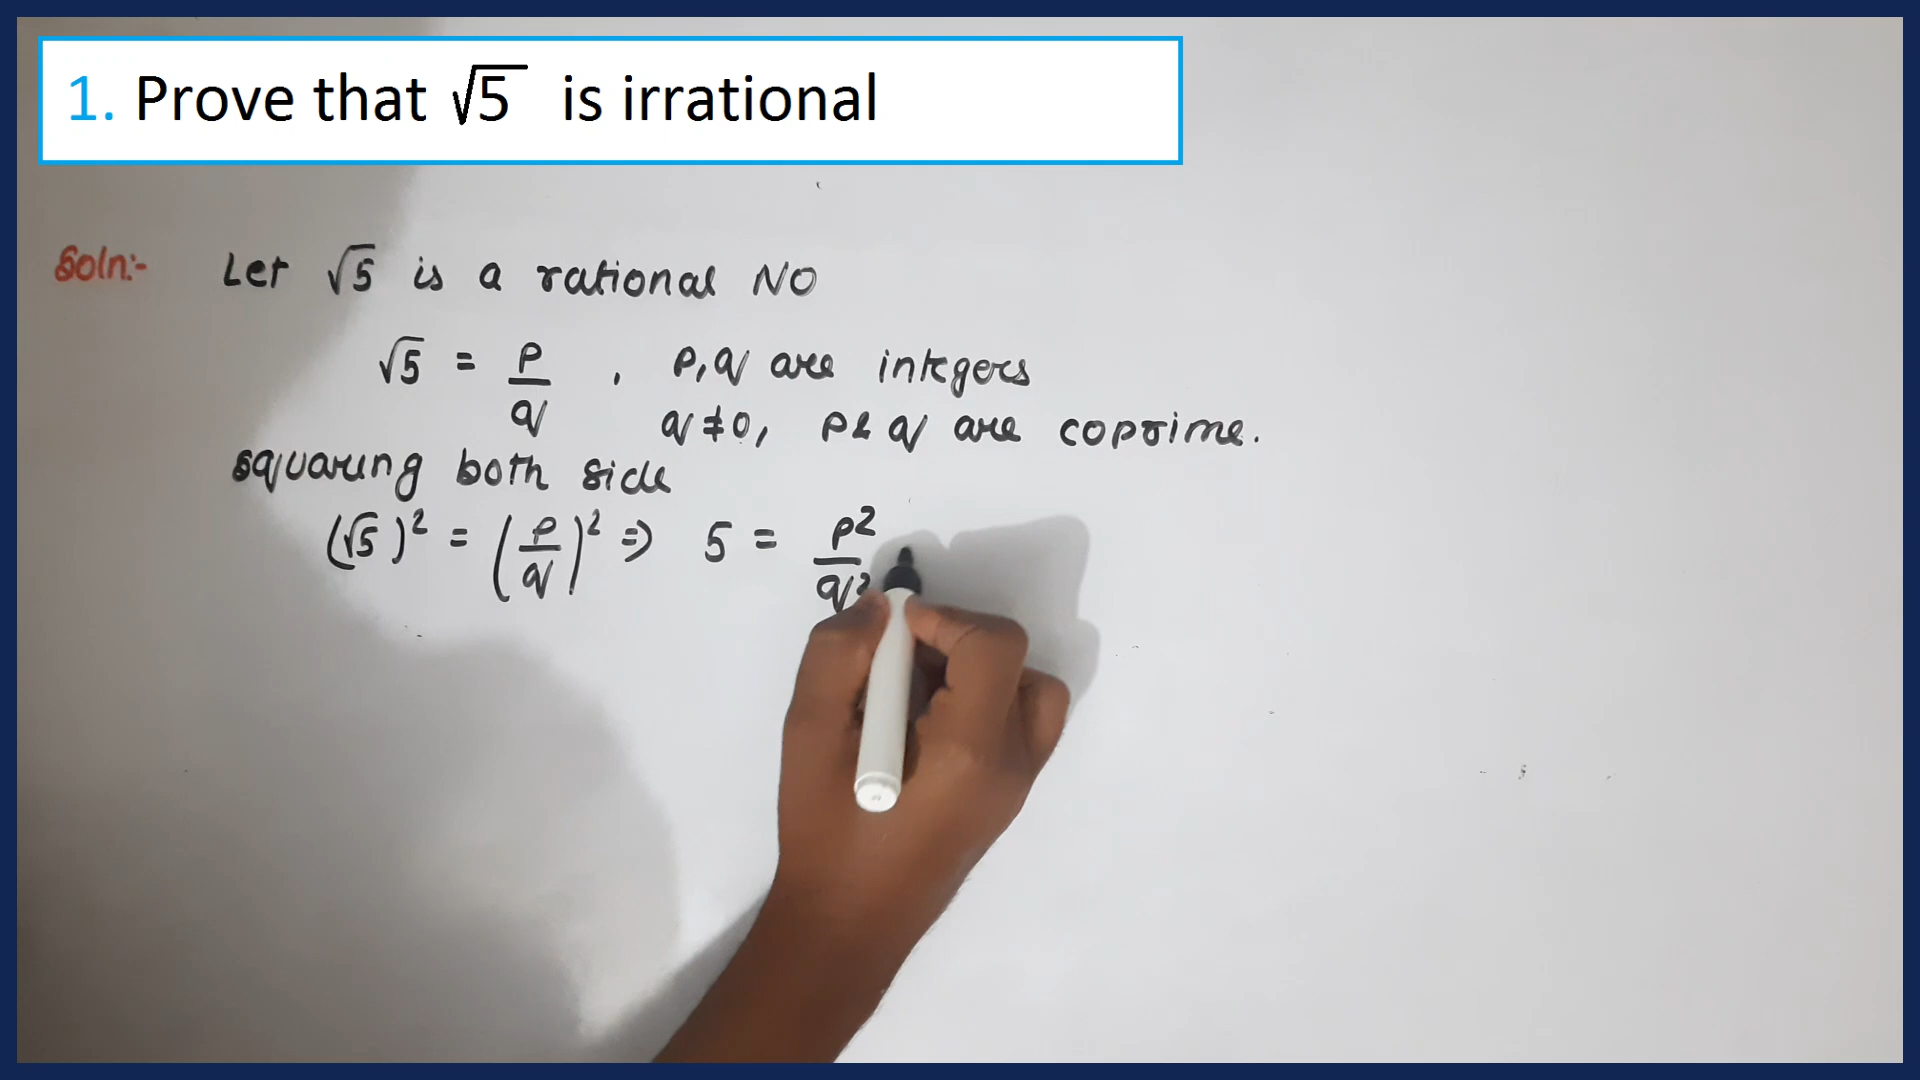 1. Prove that √5 is irrational
Soln:- Let √5 is a rational NO
√5 = p/q , p,q are integers
q ≠ 0, p & q are coprime.
squaring both side
(√5)² = (p/q)² ⇒ 5 = p²/q²